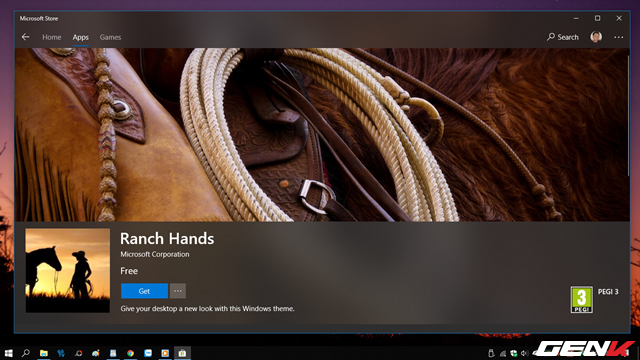 Microsoft Store
Home Apps Games
Search
Ranch Hands
Microsoft Corporation
Free
Get
Give your desktop a new look with this Windows theme.
3
PEGI
PEGI 3
GENK